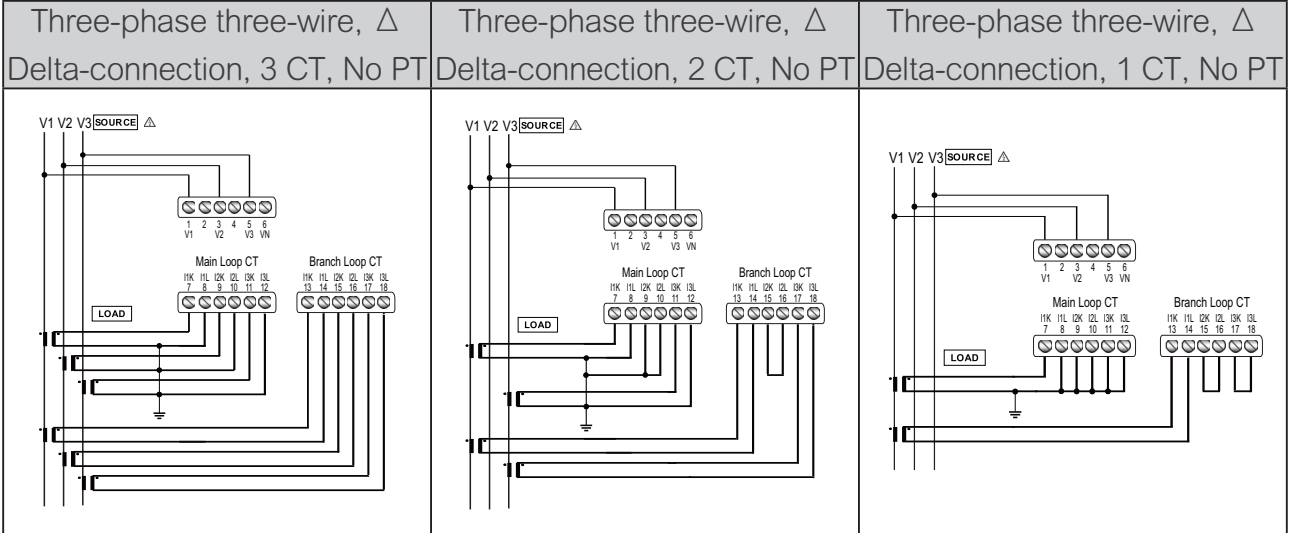 Three-phase three-wire, △
Delta-connection, 3 CT, No PT
Three-phase three-wire, △
Delta-connection, 2 CT, No PT
Three-phase three-wire, △
Delta-connection, 1 CT, No PT
V1 V2 V3 SOURCE ⚠
1 2 3 4 5 6
V1 V2 V3 VN
Main Loop CT Branch Loop CT
I1K I1L I2K I2L I3K I3L I1K I1L I2K I2L I3K I3L
7 8 9 10 11 12 13 14 15 16 17 18
LOAD
V1 V2 V3 SOURCE ⚠
1 2 3 4 5 6
V1 V2 V3 VN
Main Loop CT Branch Loop CT
I1K I1L I2K I2L I3K I3L I1K I1L I2K I2L I3K I3L
7 8 9 10 11 12 13 14 15 16 17 18
LOAD
V1 V2 V3 SOURCE ⚠
1 2 3 4 5 6
V1 V2 V3 VN
Main Loop CT Branch Loop CT
I1K I1L I2K I2L I3K I3L I1K I1L I2K I2L I3K I3L
7 8 9 10 11 12 13 14 15 16 17 18
LOAD